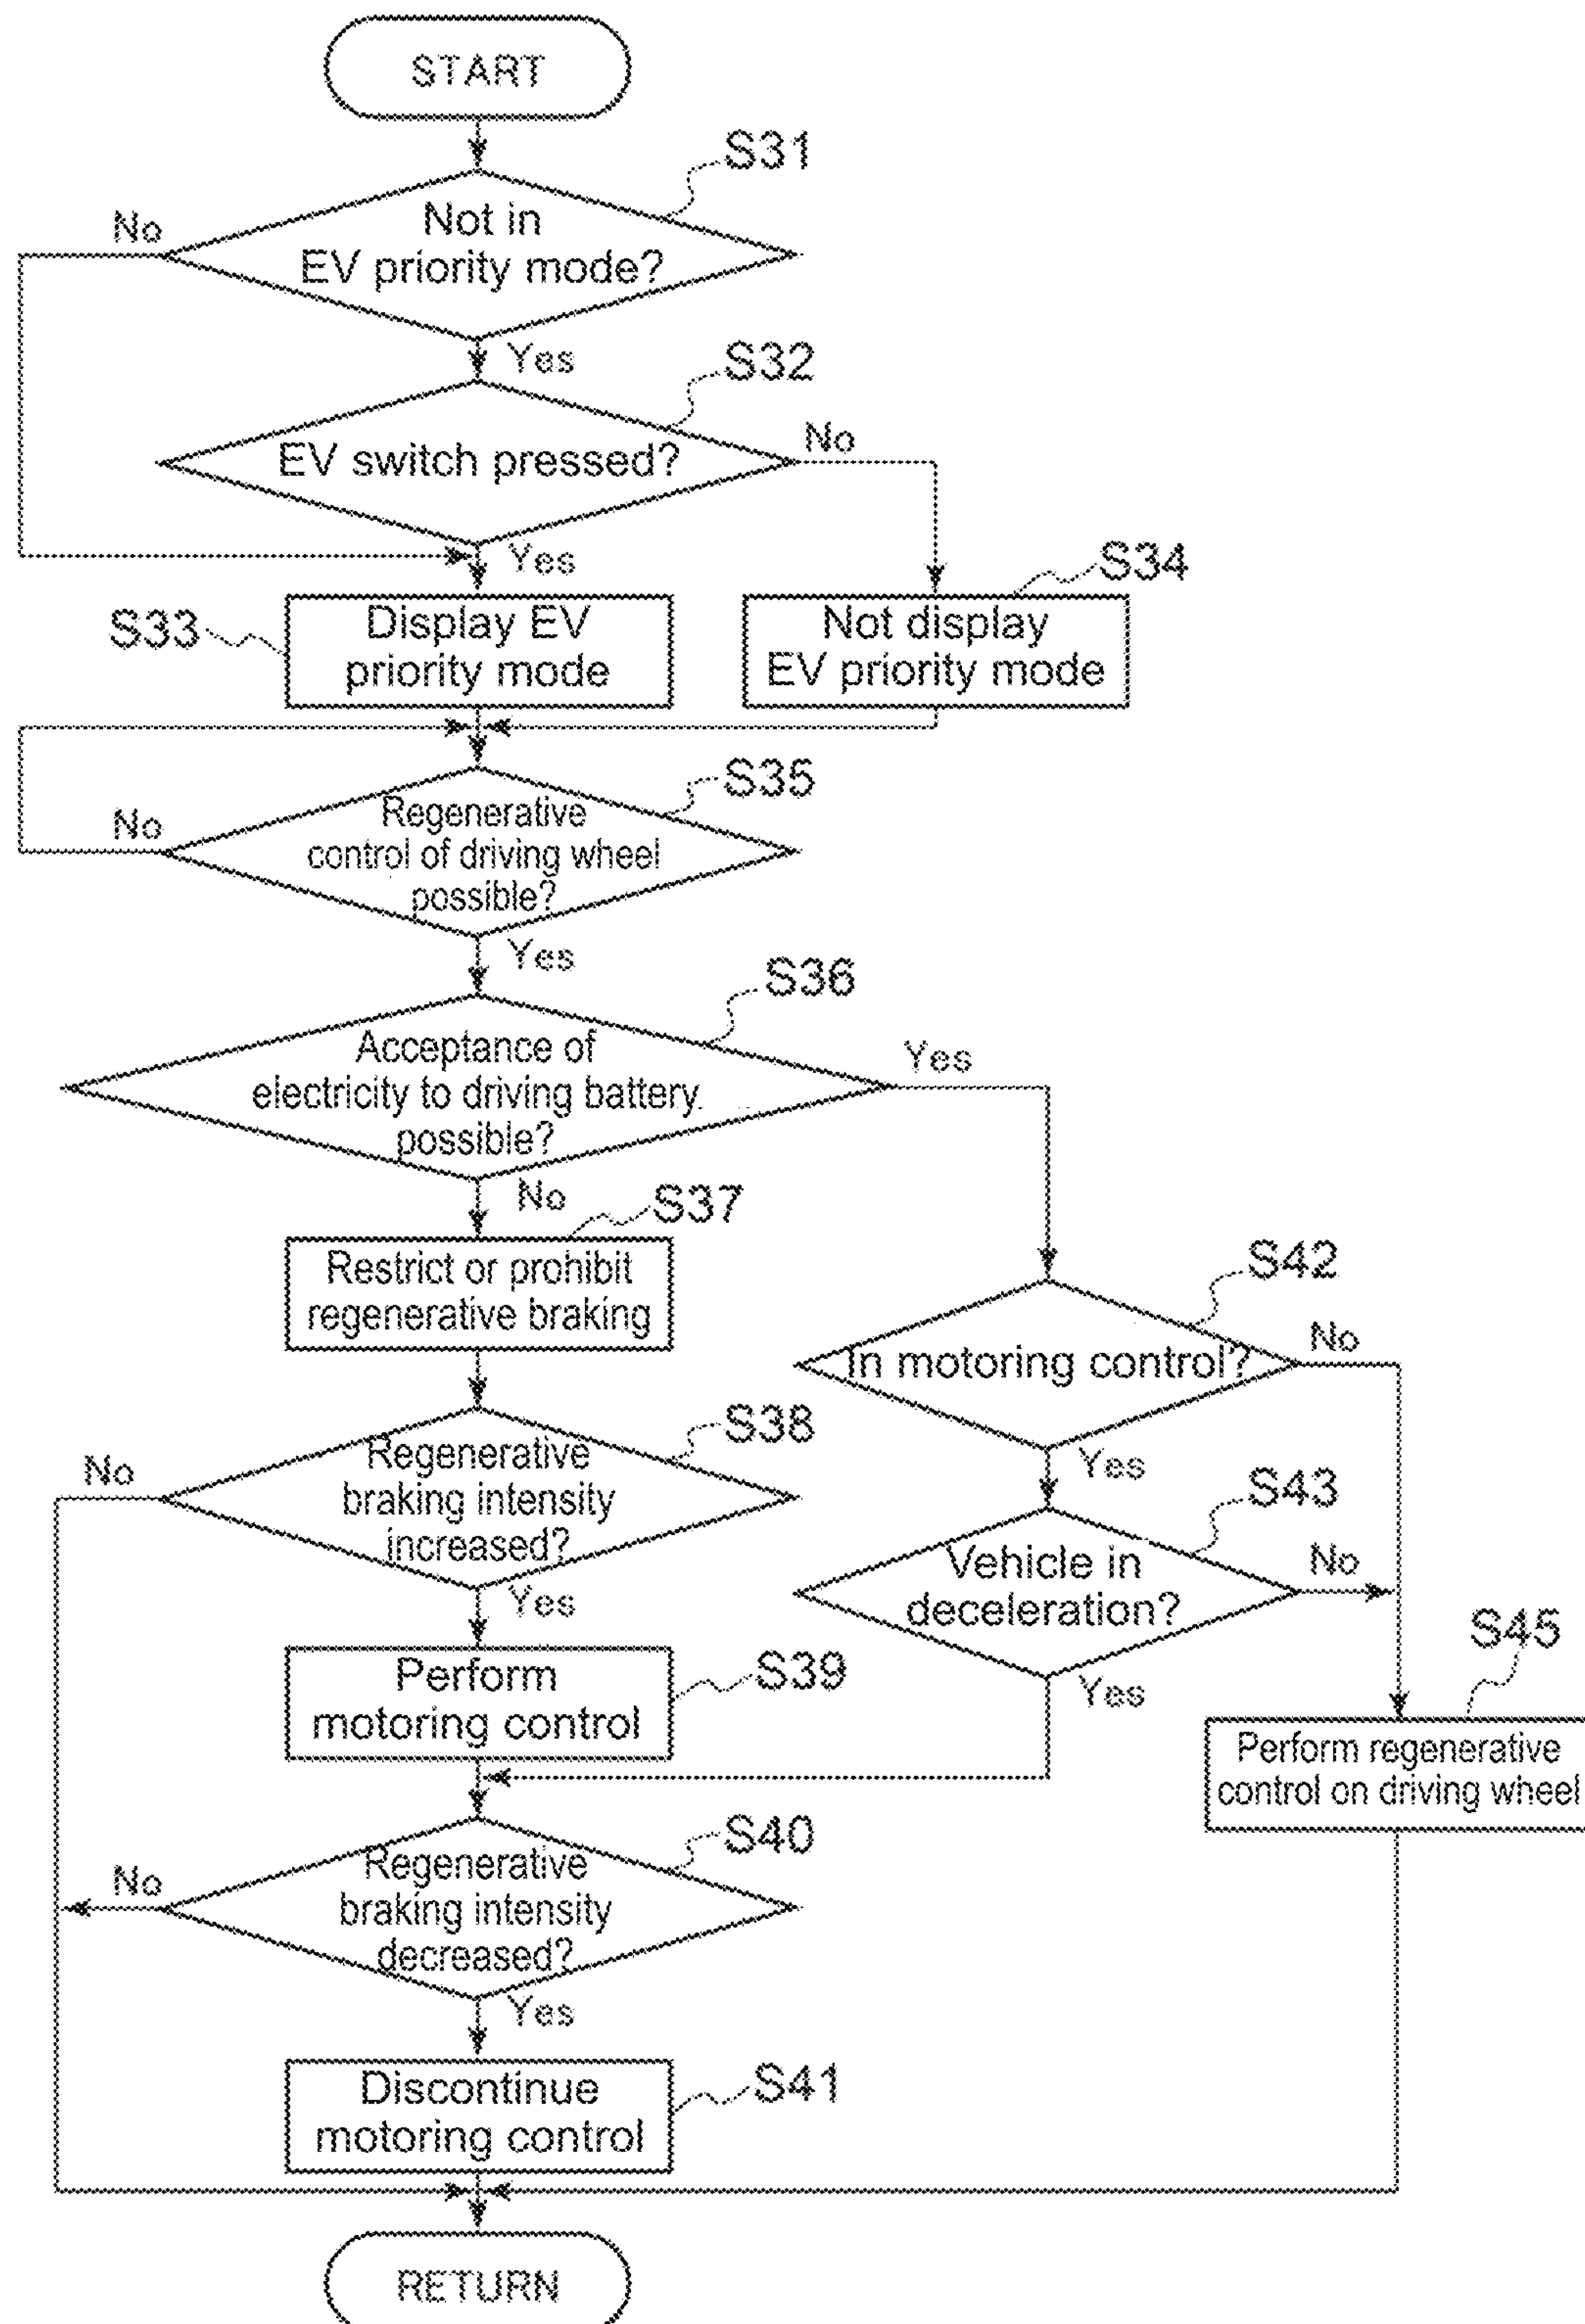 START
S31
No
Not in
EV priority mode?
Yes
S32
EV switch pressed?
No
Yes
S33
Display EV
priority mode
S34
Not display
EV priority mode
S35
No
Regenerative
control of driving wheel
possible?
Yes
S36
Acceptance of
electricity to driving battery
possible?
Yes
No
S37
Restrict or prohibit
regenerative braking
S42
In motoring control?
No
Yes
S38
No
Regenerative
braking intensity
increased?
Yes
S43
Vehicle in
deceleration?
No
Yes
S39
Perform
motoring control
S45
Perform regenerative
control on driving wheel
S40
No
Regenerative
braking intensity
decreased?
Yes
S41
Discontinue
motoring control
RETURN